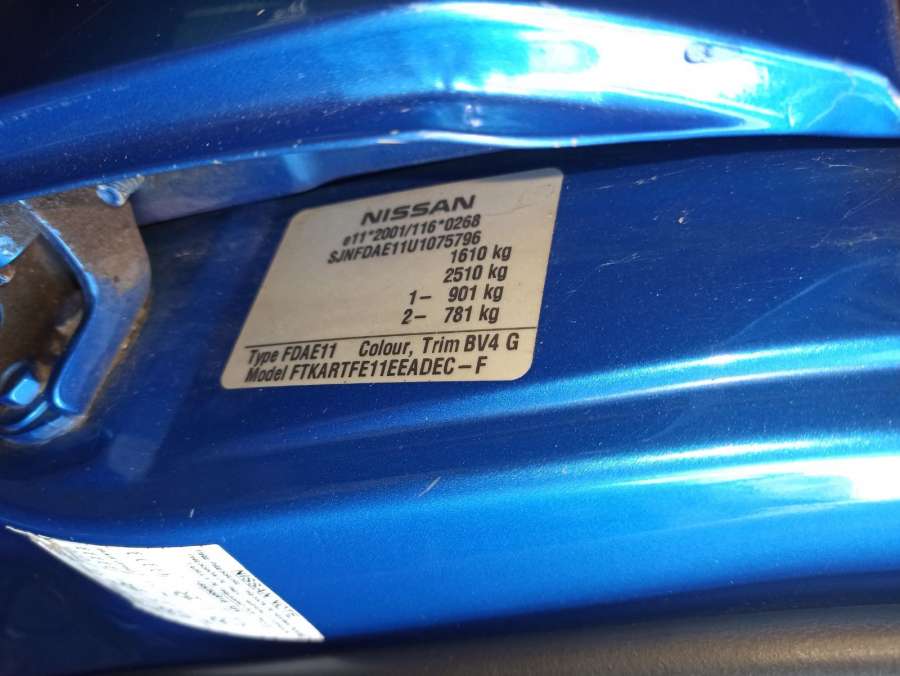 NISSAN
e11*2001/116*0268
SJNFDAE11U1075796
1610 kg
2510 kg
1– 901 kg
2– 781 kg
Type FDAE11 Colour, Trim BV4 G
Model FTKARTFE11EEADEC–F
NISSAN